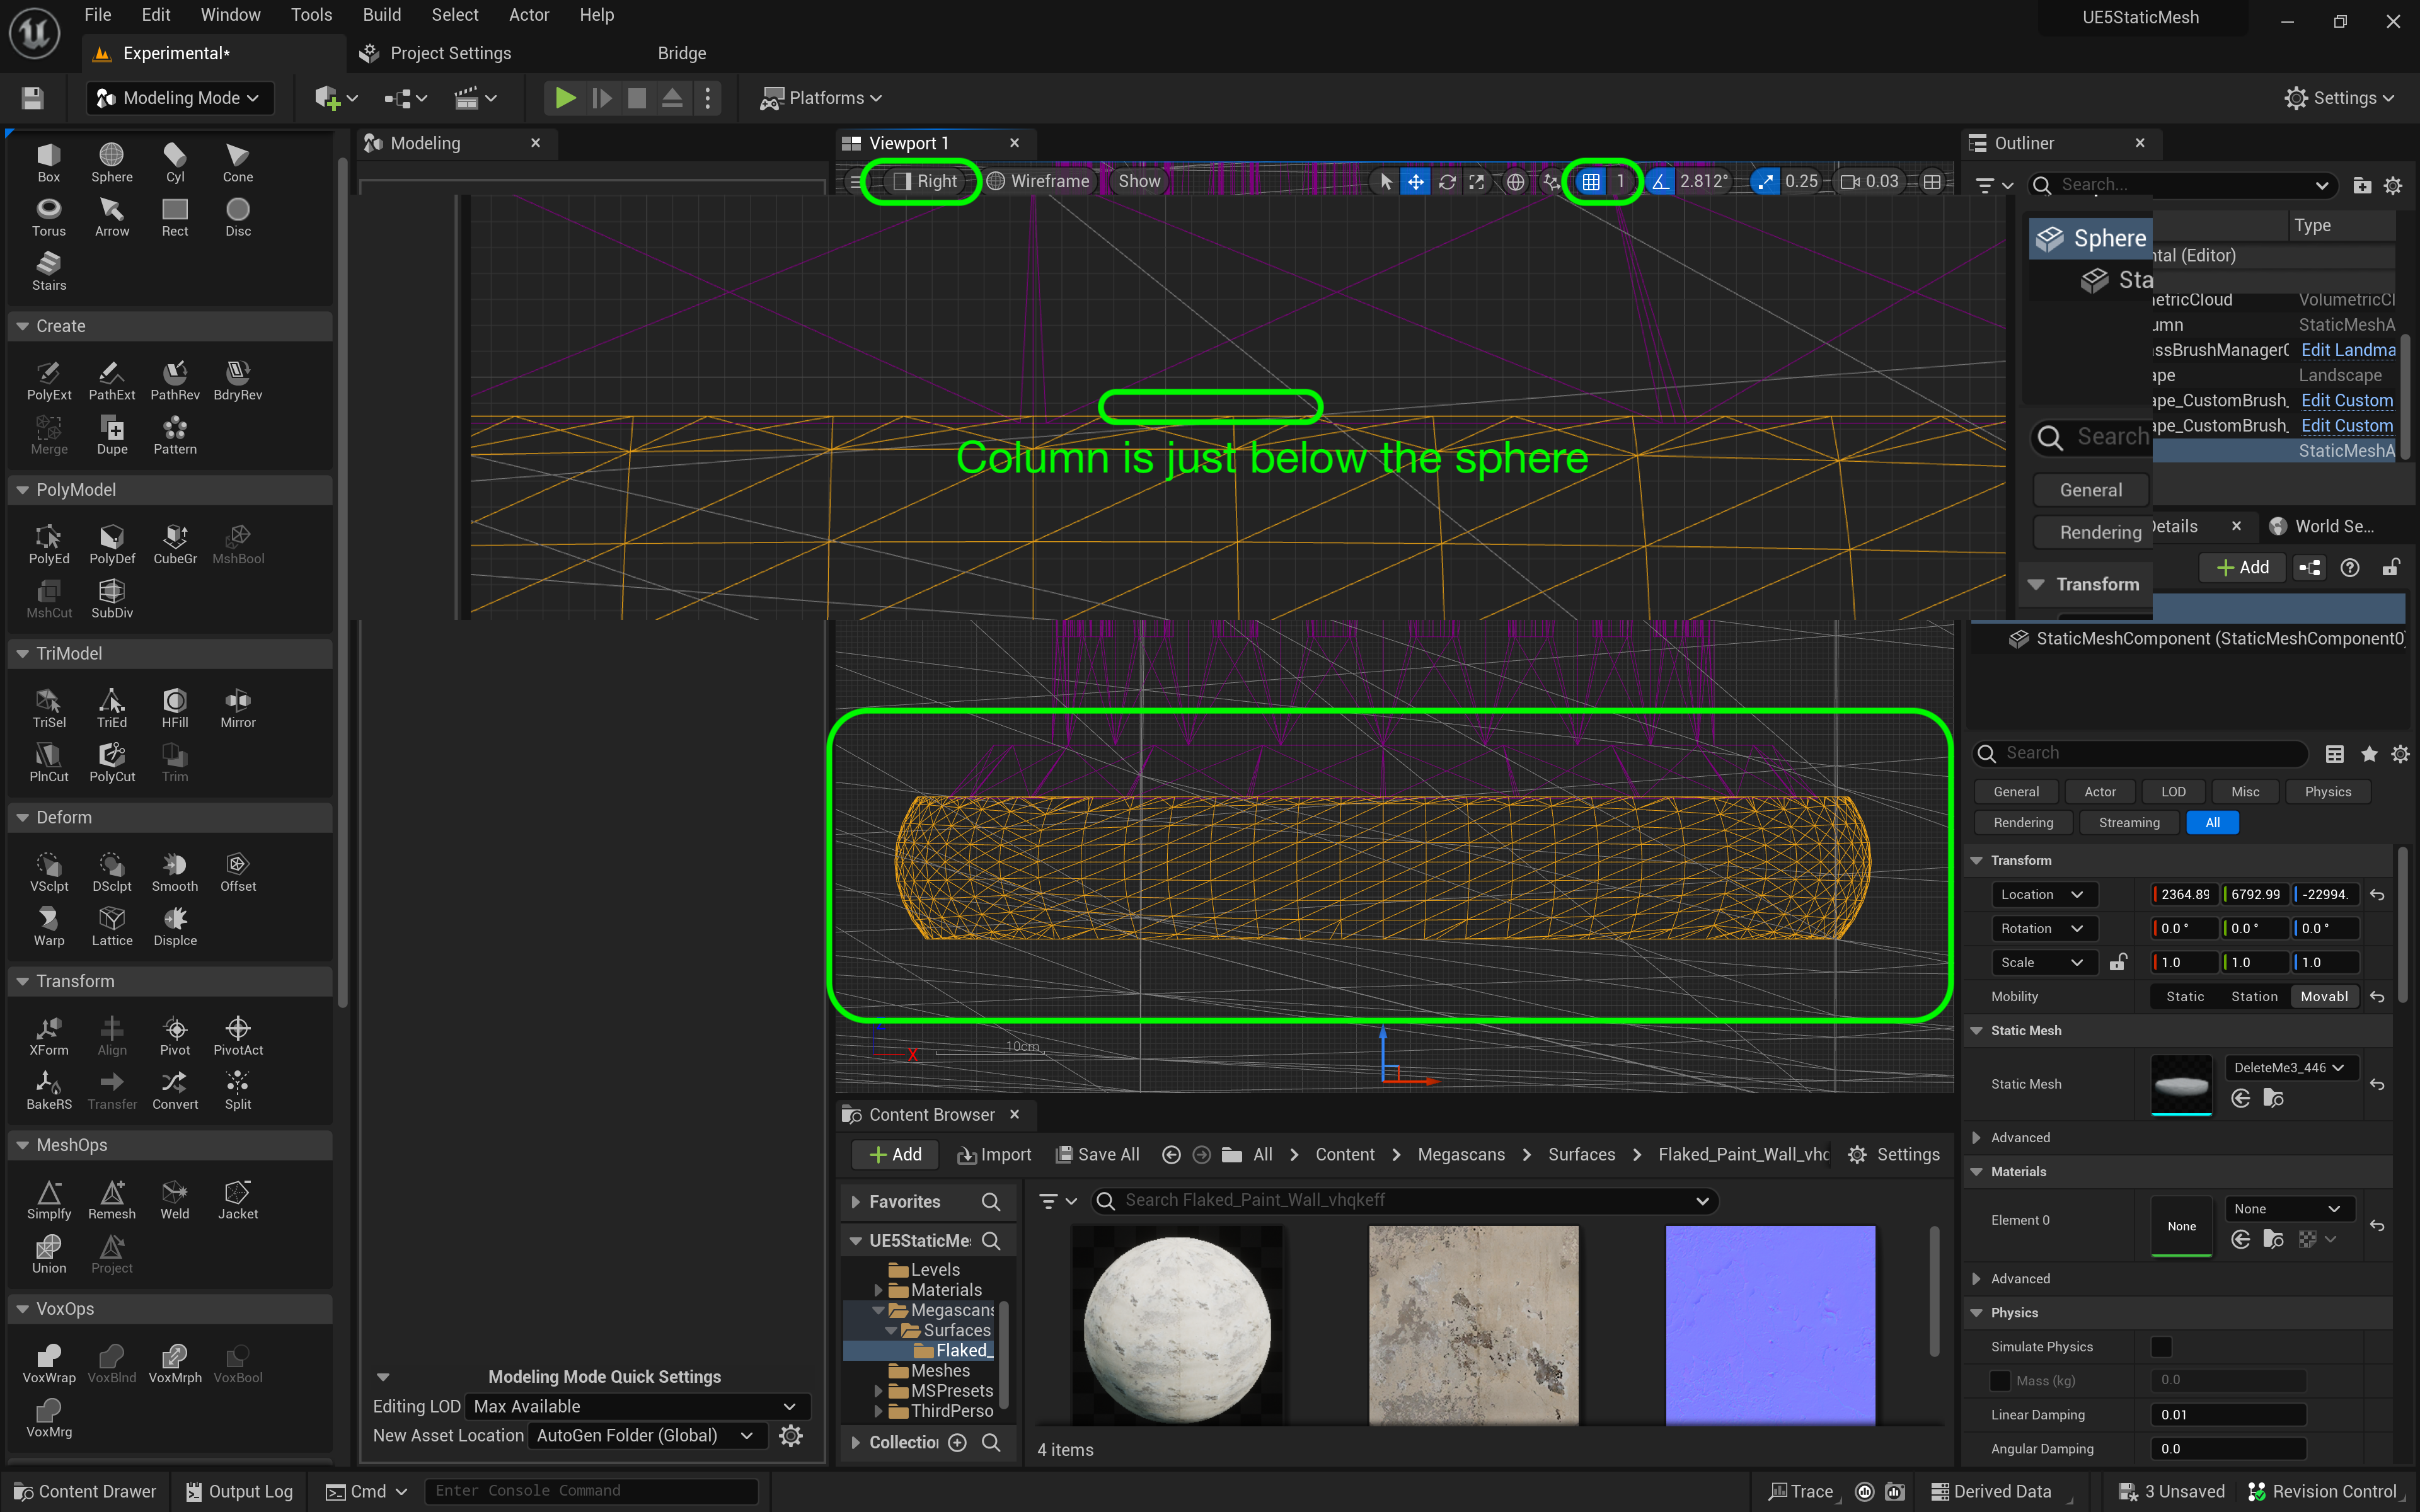 File Edit Window Tools Build Select Actor Help
UE5StaticMesh
Experimental*
Project Settings
Bridge
Modeling Mode
Platforms
Settings
Box Sphere Cyl Cone
Torus Arrow Rect Disc
Stairs
Create
PolyExt PathExt PathRev BdryRev
Merge Dupe Pattern
PolyModel
PolyEd PolyDef CubeGr MshBool
MshCut SubDiv
TriModel
TriSel TriEd HFill Mirror
PlnCut PolyCut Trim
Deform
VSclpt DSclpt Smooth Offset
Warp Lattice Displce
Transform
XForm Align Pivot PivotAct
BakeRS Transfer Convert Split
MeshOps
Simplfy Remesh Weld Jacket
Union Project
VoxOps
VoxWrap VoxBlnd VoxMrph VoxBool
VoxMrg
Modeling
Modeling Mode Quick Settings
Editing LOD Max Available
New Asset Location AutoGen Folder (Global)
Viewport 1
Right Wireframe Show 1 2.812° 0.25 0.03
Column is just below the sphere
X 10cm
Content Browser
Add Import Save All All Content Megascans Surfaces Flaked_Paint_Wall_vhq Settings
Favorites
Search Flaked_Paint_Wall_vhqkeff
UE5StaticMe
Levels
Materials
Megascans
Surfaces
Flaked_
Meshes
MSPresets
ThirdPerso
Collectio
4 items
Outliner
Search...
Type
Sphere
ntal (Editor)
Sta
netricCloud VolumetricCl
umn StaticMeshA
assBrushManager Edit Landma
ape Landscape
ape_CustomBrush_ Edit Custom
ape_CustomBrush_ Edit Custom
StaticMeshA
Search
General
Rendering
Transform
Details
World Se...
Add
StaticMeshComponent (StaticMeshComponent0
Search
General Actor LOD Misc Physics
Rendering Streaming All
Transform
Location 2364.89 6792.99 -22994.
Rotation 0.0 ° 0.0 ° 0.0 °
Scale 1.0 1.0 1.0
Mobility Static Station Movabl
Static Mesh
Static Mesh DeleteMe3_446
Advanced
Materials
Element 0 None None
Advanced
Physics
Simulate Physics
Mass (kg) 0.0
Linear Damping 0.01
Angular Damping 0.0
Content Drawer Output Log Cmd Enter Console Command Trace Derived Data 3 Unsaved Revision Control